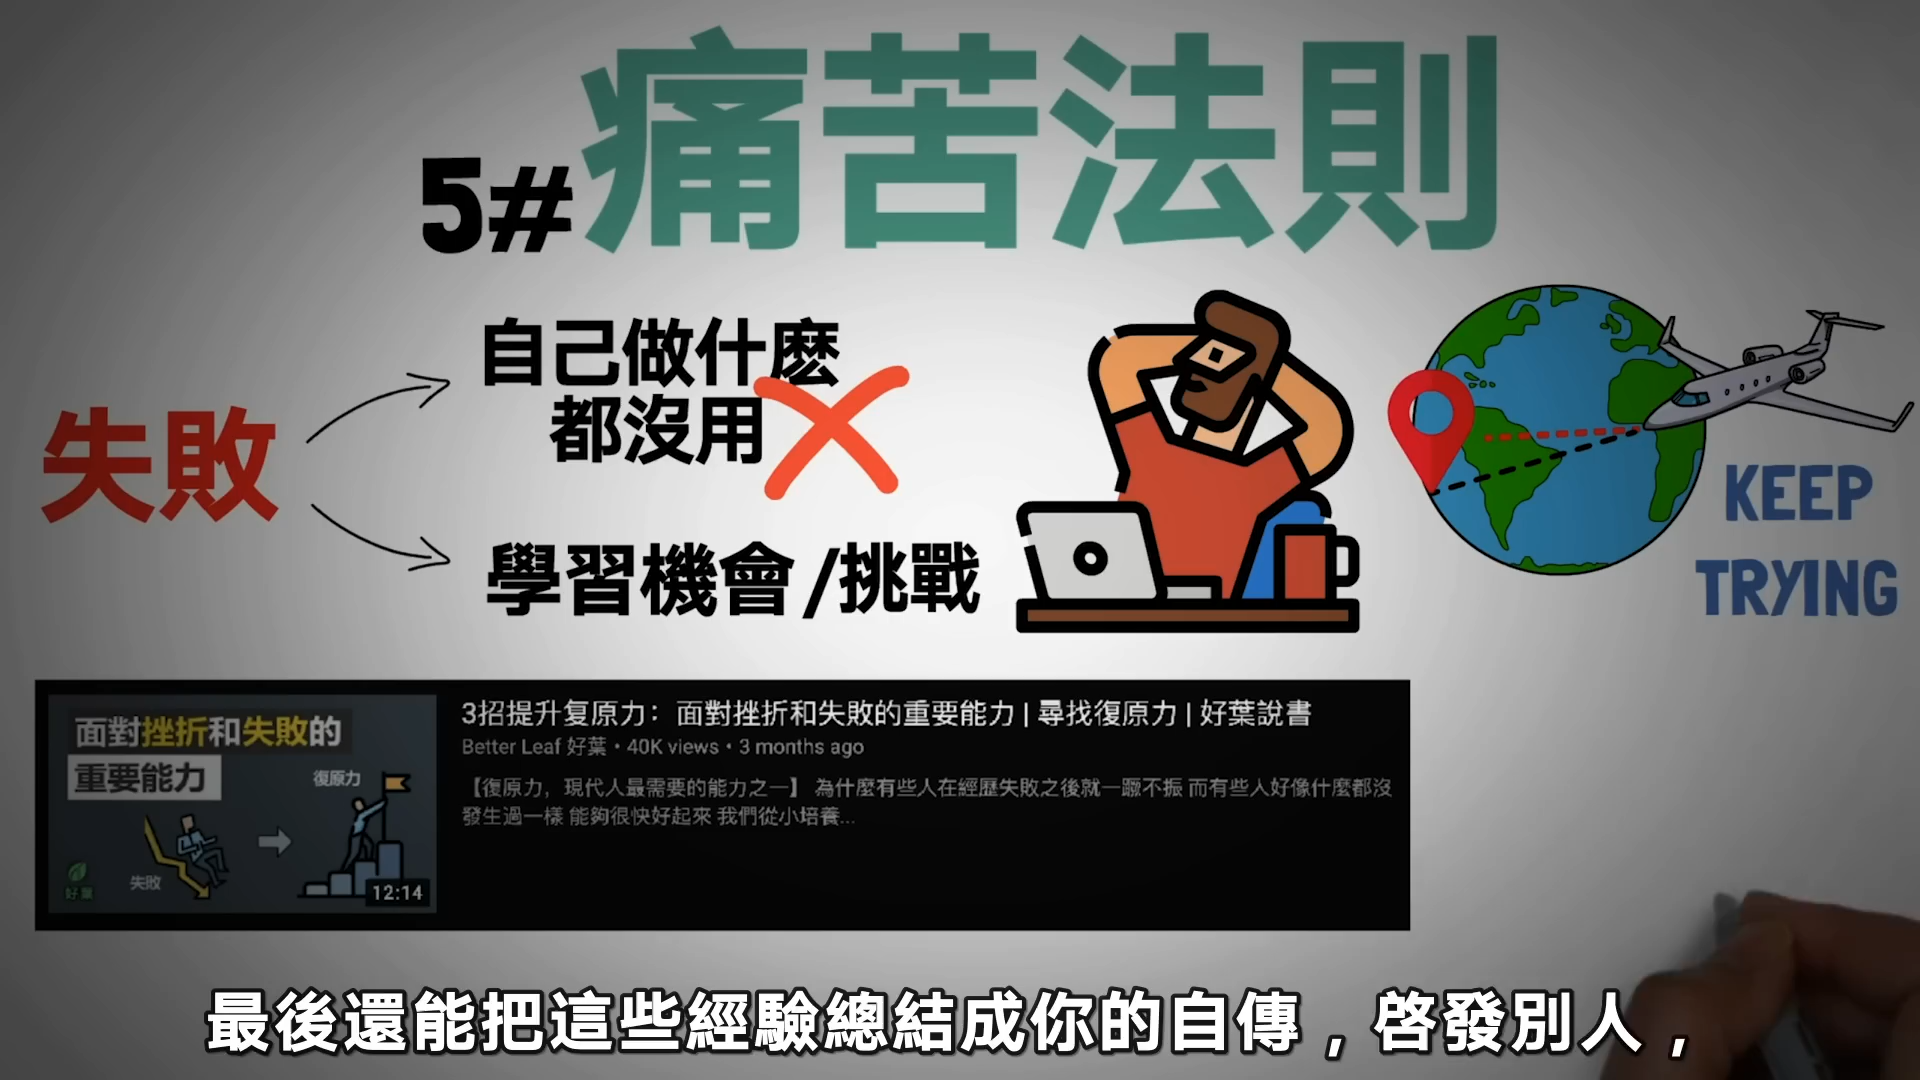 5#痛苦法則
失敗
自己做什麽
都沒用
學習機會/挑戰
KEEP
TRYING
面對挫折和失敗的
重要能力
復原力
失敗
好葉
12:14
3招提升复原力：面對挫折和失敗的重要能力 | 尋找復原力 | 好葉說書
Better Leaf 好葉・40K views・3 months ago
【復原力，現代人最需要的能力之一】 為什麼有些人在經歷失敗之後就一蹶不振 而有些人好像什麼都沒
發生過一樣 能夠很快好起來 我們從小培養...
最後還能把這些經驗總結成你的自傳，啓發別人，